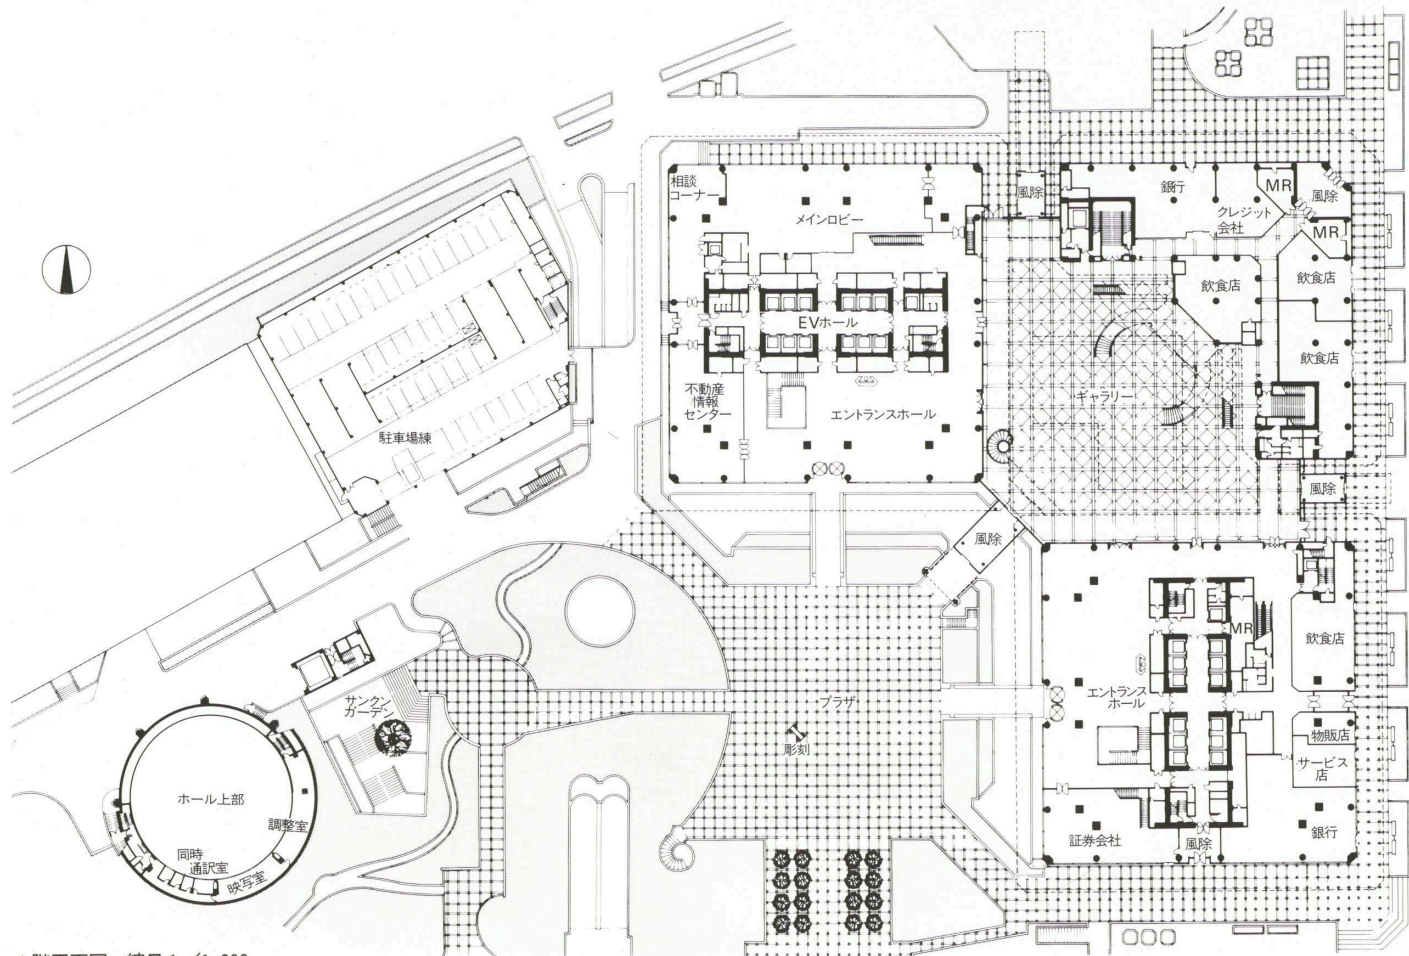 相談
コーナー
メインロビー
風除
銀行
MR
風除
クレジット
会社
MR
飲食店
飲食店
EVホール
飲食店
不動産
情報
センター
エントランスホール
ギャラリー
駐車場練
風除
風除
MR
飲食店
エントランス
ホール
サンクン
ガーデン
プラザ
彫刻
物販店
サービス
店
ホール上部
調整室
同時
通訳室
映写室
証券会社
風除
銀行